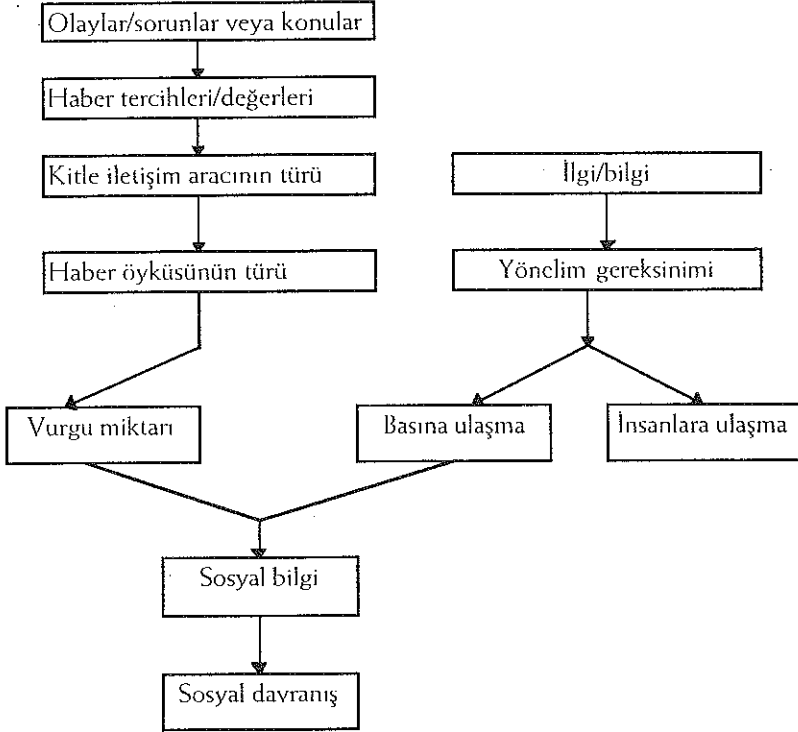 Olaylar/sorunlar veya konular
Haber tercihleri/değerleri
Kitle iletişim aracının türü
İlgi/bilgi
Haber öyküsünün türü
Yönclim gereksinimi
Vurgu miktarı
Basına ulaşma
İnsanlara ulaşma
Sosyal bilgi
Sosyal davranış